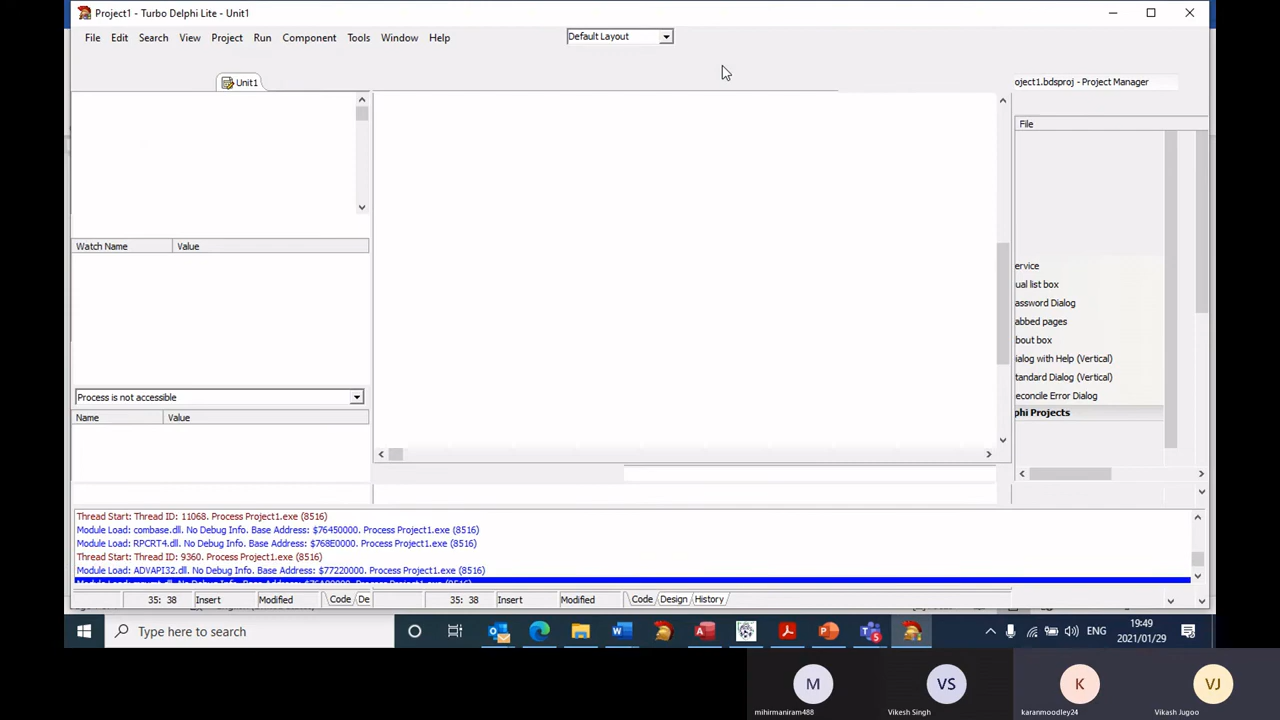 Project1 - Turbo Delphi Lite - Unit1
File Edit Search View Project Run Component Tools Window Help
Default Layout
Unit1
oject1.bdsproj - Project Manager
File
ervice
ual list box
assword Dialog
abbed pages
bout box
ialog with Help (Vertical)
tandard Dialog (Vertical)
econcile Error Dialog
phi Projects
Watch Name Value
Process is not accessible
Name Value
Thread Start: Thread ID: 11068. Process Project1.exe (8516)
Module Load: combase.dll. No Debug Info. Base Address: $76450000. Process Project1.exe (8516)
Module Load: RPCRT4.dll. No Debug Info. Base Address: $768E0000. Process Project1.exe (8516)
Thread Start: Thread ID: 9360. Process Project1.exe (8516)
Module Load: ADVAPI32.dll. No Debug Info. Base Address: $77220000. Process Project1.exe (8516)
35: 38 Insert Modified Code De 35: 38 Insert Modified Code Design History
Type here to search
ENG
19:49
2021/01/29
M VS K VJ
mihirmaniram488 Vikesh Singh karanmoodley24 Vikash Jugoo